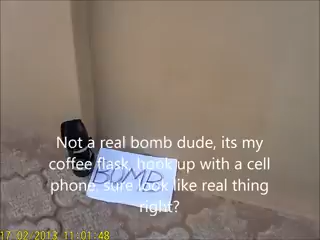 Not a real bomb dude, its my
coffee flask, hook up with a cell
phone, sure look like real thing
right?
BOMB
17-02-2013 11:01:48